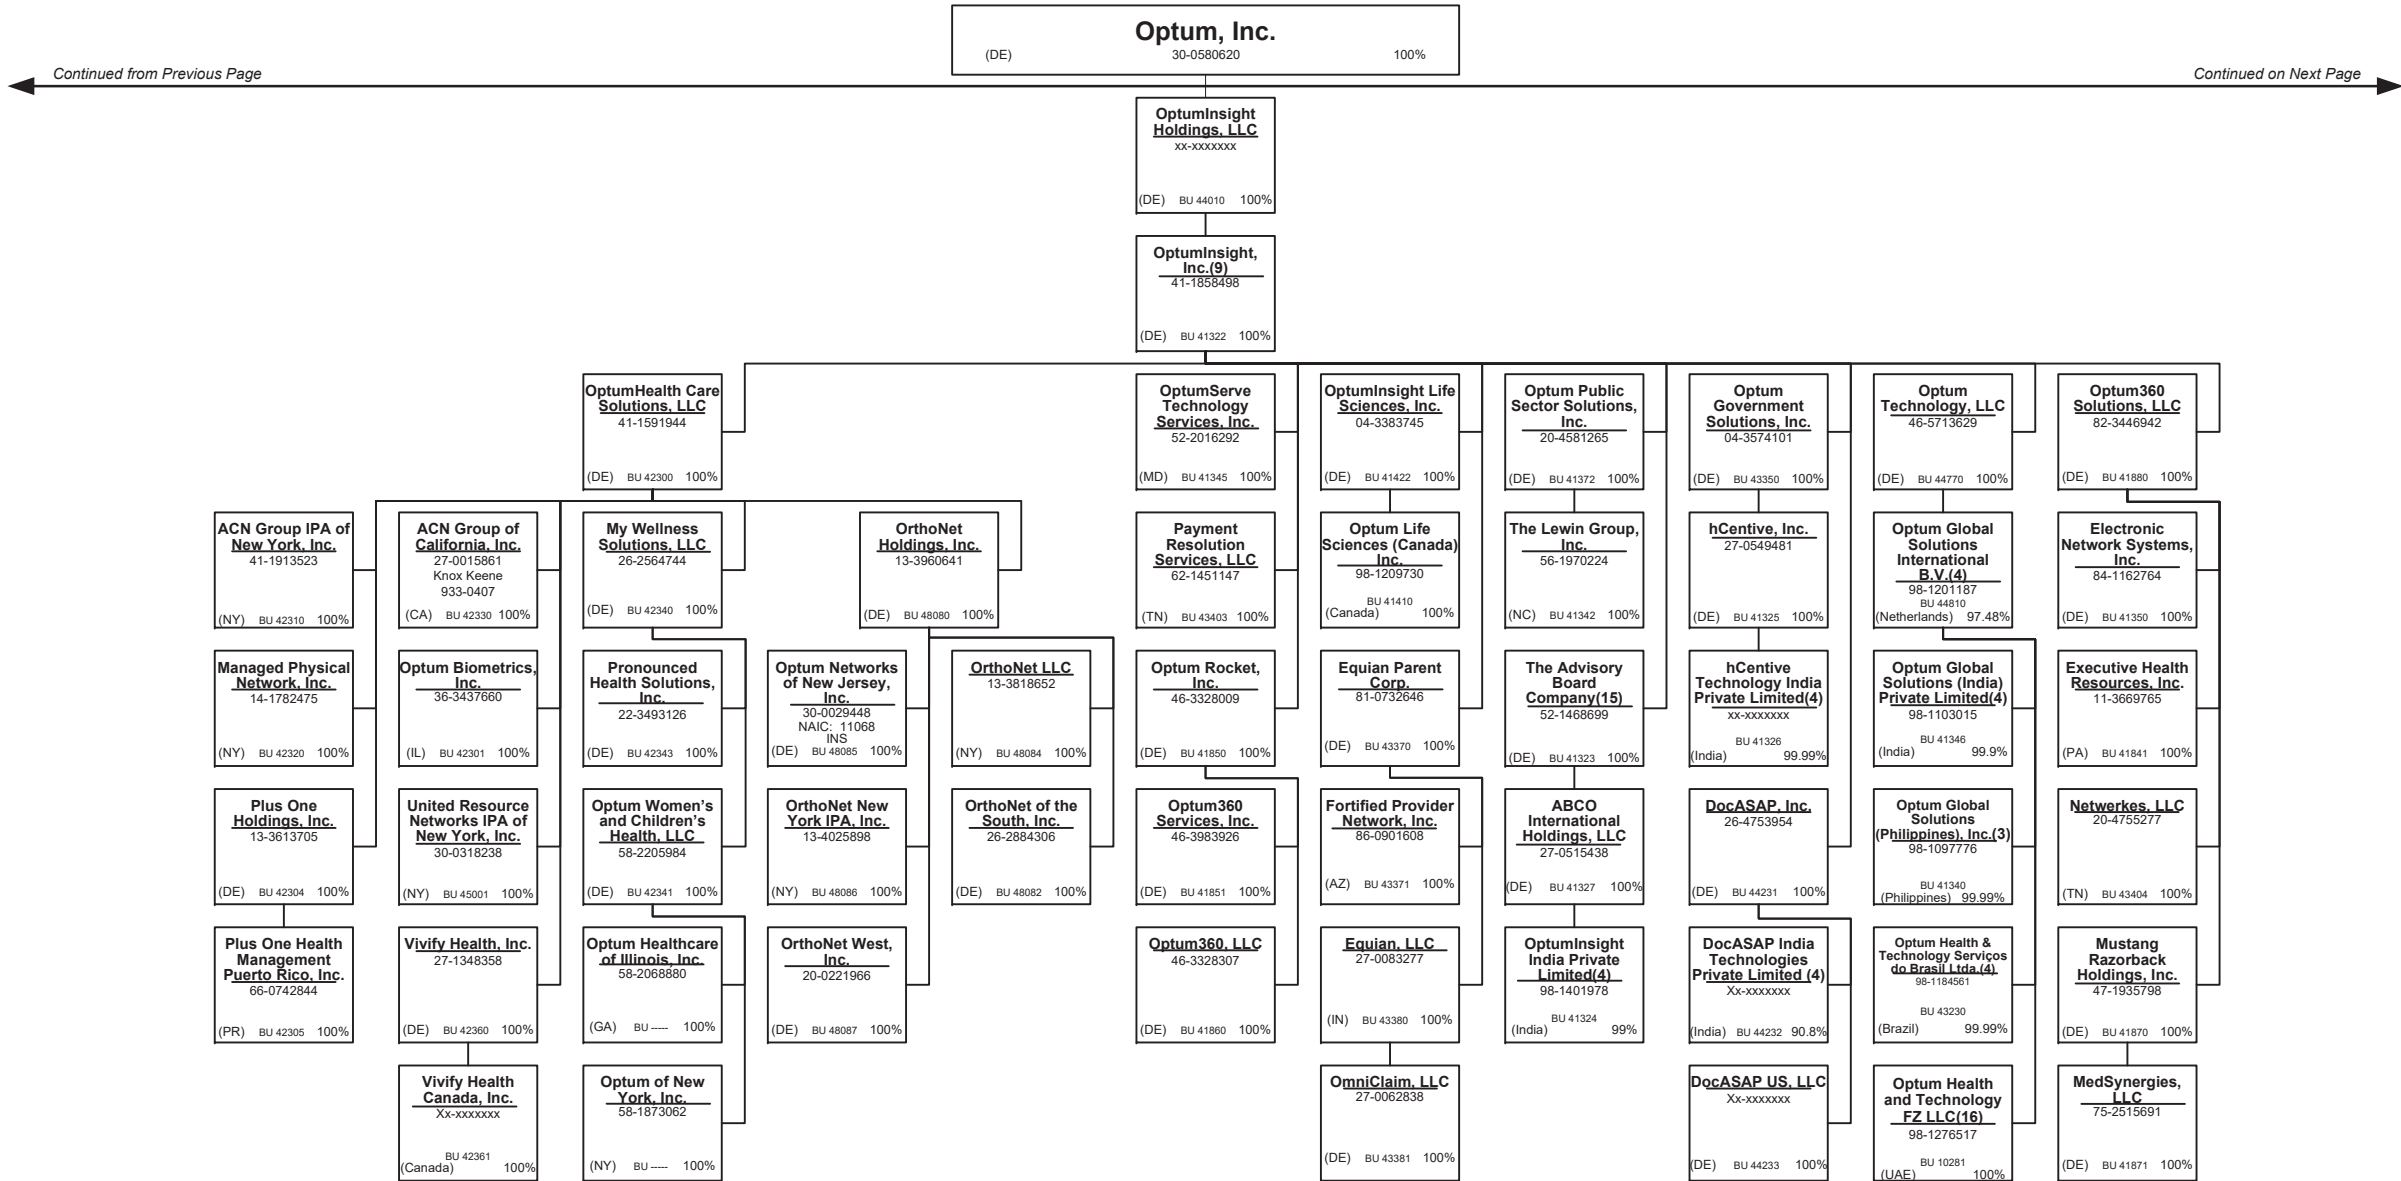 Optum, Inc.
(DE) 30-0580620 100%
Continued from Previous Page
Continued on Next Page
OptumInsight
Holdings, LLC
xx-xxxxxxx
(DE) BU 44010 100%
OptumInsight,
Inc.(9)
41-1858498
(DE) BU 41322 100%
OptumHealth Care
Solutions, LLC
41-1591944
(DE) BU 42300 100%
OptumServe
Technology
Services, Inc.
52-2016292
(MD) BU 41345 100%
OptumInsight Life
Sciences, Inc.
04-3383745
(DE) BU 41422 100%
Optum Public
Sector Solutions,
Inc.
20-4581265
(DE) BU 41372 100%
Optum
Government
Solutions, Inc.
04-3574101
(DE) BU 43350 100%
Optum
Technology, LLC
46-5713629
(DE) BU 44770 100%
Optum360
Solutions, LLC
82-3446942
(DE) BU 41880 100%
ACN Group IPA of
New York, Inc.
41-1913523
(NY) BU 42310 100%
ACN Group of
California, Inc.
27-0015861
Knox Keene
933-0407
(CA) BU 42330 100%
My Wellness
Solutions, LLC
26-2564744
(DE) BU 42340 100%
OrthoNet
Holdings, Inc.
13-3960641
(DE) BU 48080 100%
Payment
Resolution
Services, LLC
62-1451147
(TN) BU 43403 100%
Optum Life
Sciences (Canada)
Inc.
98-1209730
BU 41410
(Canada) 100%
The Lewin Group,
Inc.
56-1970224
(NC) BU 41342 100%
hCentive, Inc.
27-0549481
(DE) BU 41325 100%
Optum Global
Solutions
International
B.V.(4)
98-1201187
BU 44810
(Netherlands) 97.48%
Electronic
Network Systems,
Inc.
84-1162764
(DE) BU 41350 100%
Managed Physical
Network, Inc.
14-1782475
(NY) BU 42320 100%
Optum Biometrics,
Inc.
36-3437660
(IL) BU 42301 100%
Pronounced
Health Solutions,
Inc.
22-3493126
(DE) BU 42343 100%
Optum Networks
of New Jersey,
Inc.
30-0029448
NAIC: 11068
INS
(DE) BU 48085 100%
OrthoNet LLC
13-3818652
(NY) BU 48084 100%
Optum Rocket,
Inc.
46-3328009
(DE) BU 41850 100%
Equian Parent
Corp.
81-0732646
(DE) BU 43370 100%
The Advisory
Board
Company(15)
52-1468699
(DE) BU 41323 100%
hCentive
Technology India
Private Limited(4)
xx-xxxxxxx
BU 41326
(India) 99.99%
Optum Global
Solutions (India)
Private Limited(4)
98-1103015
BU 41346
(India) 99.9%
Executive Health
Resources, Inc.
11-3669765
(PA) BU 41841 100%
Plus One
Holdings, Inc.
13-3613705
(DE) BU 42304 100%
United Resource
Networks IPA of
New York, Inc.
30-0318238
(NY) BU 45001 100%
Optum Women's
and Children's
Health, LLC
58-2205984
(DE) BU 42341 100%
OrthoNet New
York IPA, Inc.
13-4025898
(NY) BU 48086 100%
OrthoNet of the
South, Inc.
26-2884306
(DE) BU 48082 100%
Optum360
Services, Inc.
46-3983926
(DE) BU 41851 100%
Fortified Provider
Network, Inc.
86-0901608
(AZ) BU 43371 100%
ABCO
International
Holdings, LLC
27-0515438
(DE) BU 41327 100%
DocASAP, Inc.
26-4753954
(DE) BU 44231 100%
Optum Global
Solutions
(Philippines), Inc.(3)
98-1097776
BU 41340
(Philippines) 99.99%
Netwerkes, LLC
20-4755277
(TN) BU 43404 100%
Plus One Health
Management
Puerto Rico, Inc.
66-0742844
(PR) BU 42305 100%
Vivify Health, Inc.
27-1348358
(DE) BU 42360 100%
Optum Healthcare
of Illinois, Inc.
58-2068880
(GA) BU ----- 100%
OrthoNet West,
Inc.
20-0221966
(DE) BU 48087 100%
Optum360, LLC
46-3328307
(DE) BU 41860 100%
Equian, LLC
27-0083277
(IN) BU 43380 100%
OptumInsight
India Private
Limited(4)
98-1401978
BU 41324
(India) 99%
DocASAP India
Technologies
Private Limited (4)
Xx-xxxxxxx
(India) BU 44232 90.8%
Optum Health &
Technology Serviços
do Brasil Ltda.(4)
98-1184561
BU 43230
(Brazil) 99.99%
Mustang
Razorback
Holdings, Inc.
47-1935798
(DE) BU 41870 100%
Vivify Health
Canada, Inc.
Xx-xxxxxxx
BU 42361
(Canada) 100%
Optum of New
York, Inc.
58-1873062
(NY) BU ----- 100%
OmniClaim, LLC
27-0062838
(DE) BU 43381 100%
DocASAP US, LLC
Xx-xxxxxxx
(DE) BU 44233 100%
Optum Health
and Technology
FZ LLC(16)
98-1276517
BU 10281
(UAE) 100%
MedSynergies,
LLC
75-2515691
(DE) BU 41871 100%